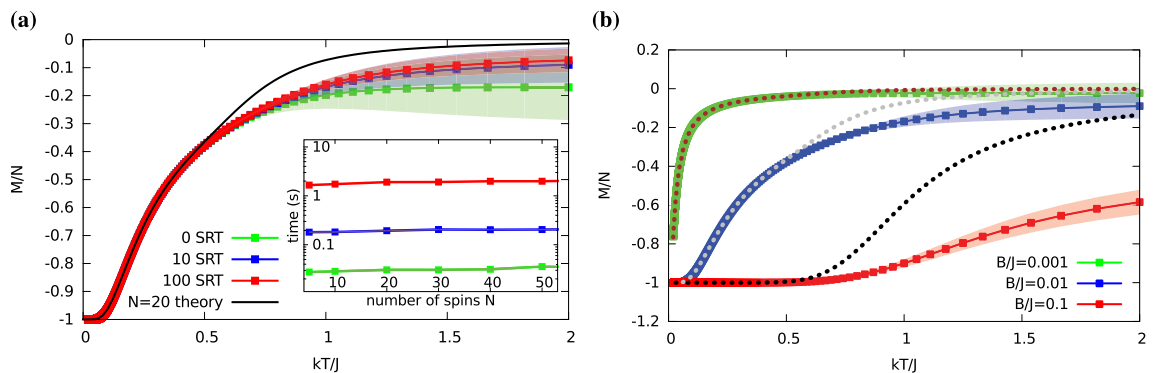 (a)
0
-0.1
-0.2
-0.3
-0.4
-0.5
-0.6
-0.7
-0.8
-0.9
-1
M/N
0 SRT
10 SRT
100 SRT
N=20 theory
0
0.5
1
1.5
2
kT/J
10
1
0.1
time (s)
10
20
30
40
50
number of spins N
(b)
0.2
0
-0.2
-0.4
-0.6
-0.8
-1
-1.2
M/N
B/J=0.001
B/J=0.01
B/J=0.1
0
0.5
1
1.5
2
kT/J